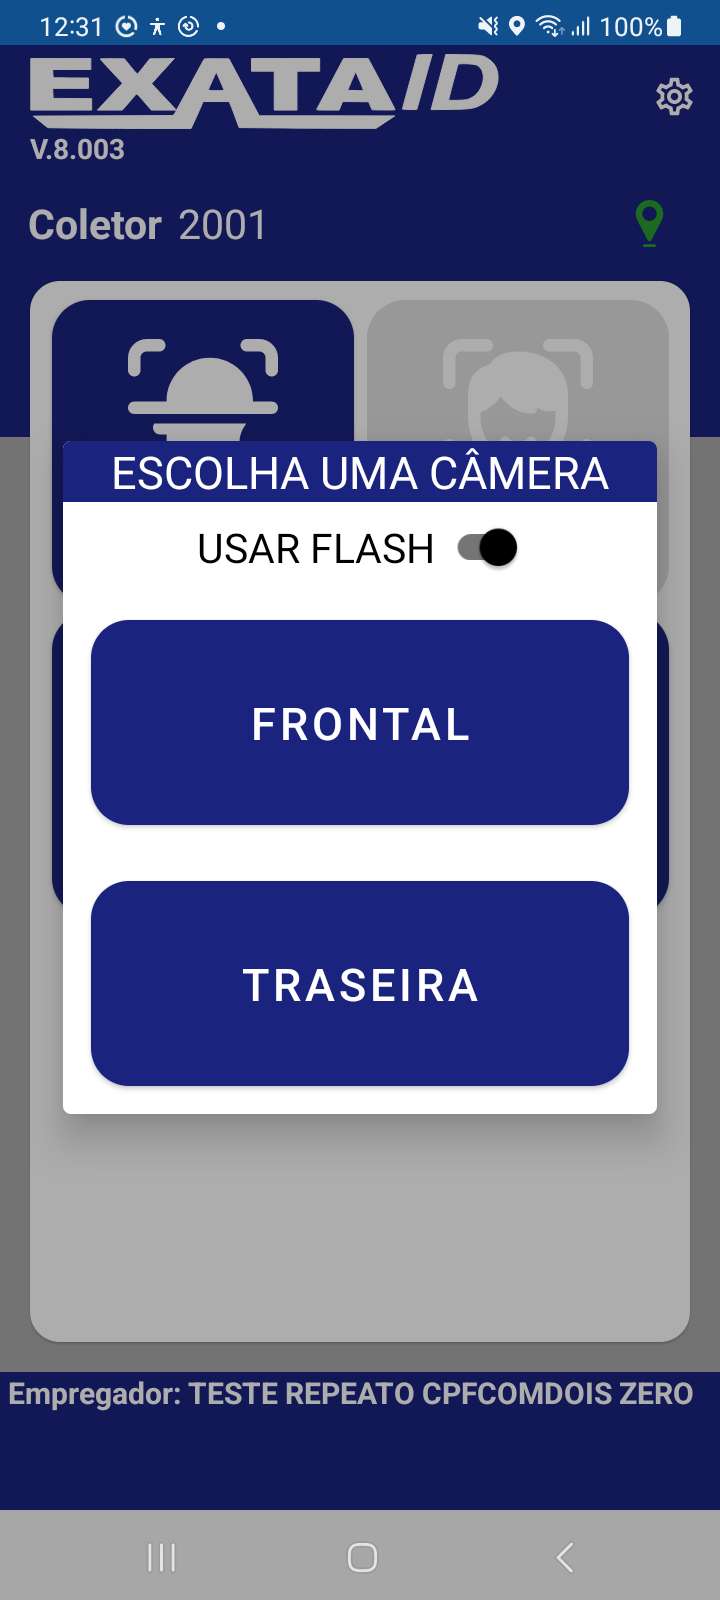 12:31
100%
EXATAID
V.8.003
Coletor 2001
ESCOLHA UMA CÂMERA
USAR FLASH
FRONTAL
TRASEIRA
Empregador: TESTE REPEATO CPFCOMDOIS ZERO